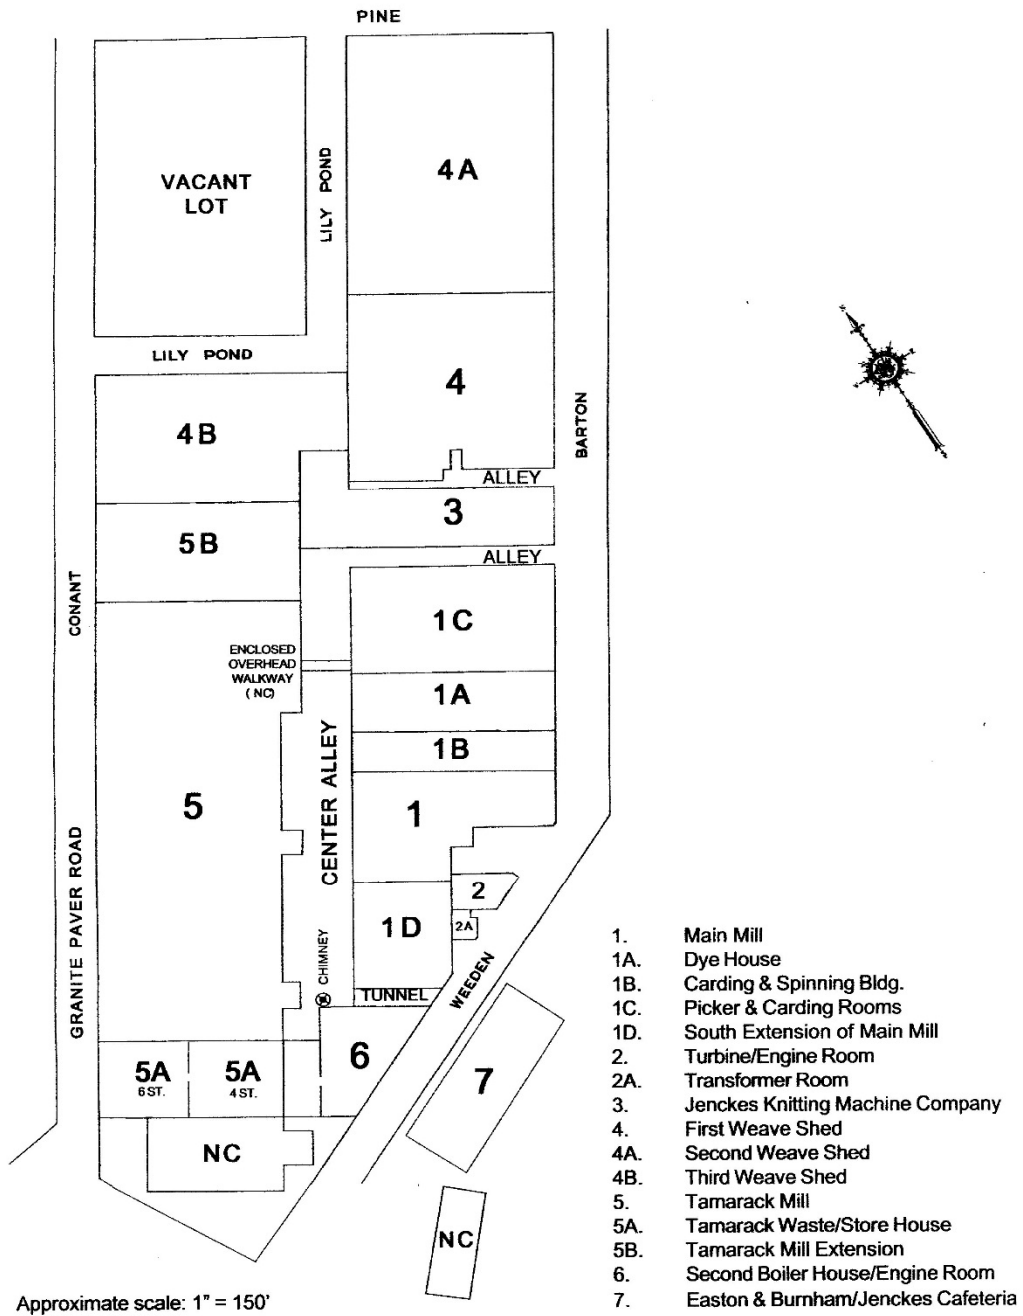 PINE
VACANT
LOT
LILY POND
4A
LILY POND
4
4B
BARTON
ALLEY
3
5B
ALLEY
CONANT
1C
ENCLOSED
OVERHEAD
WALKWAY
( NC)
1A
1B
CENTER ALLEY
5
1
GRANITE PAVER ROAD
2
1D
2A
CHIMNEY
WEEDEN
TUNNEL
6
5A
6 ST.
5A
4 ST.
7
NC
NC
1. Main Mill
1A. Dye House
1B. Carding & Spinning Bldg.
1C. Picker & Carding Rooms
1D. South Extension of Main Mill
2. Turbine/Engine Room
2A. Transformer Room
3. Jenckes Knitting Machine Company
4. First Weave Shed
4A. Second Weave Shed
4B. Third Weave Shed
5. Tamarack Mill
5A. Tamarack Waste/Store House
5B. Tamarack Mill Extension
6. Second Boiler House/Engine Room
7. Easton & Burnham/Jenckes Cafeteria
Approximate scale: 1" = 150'